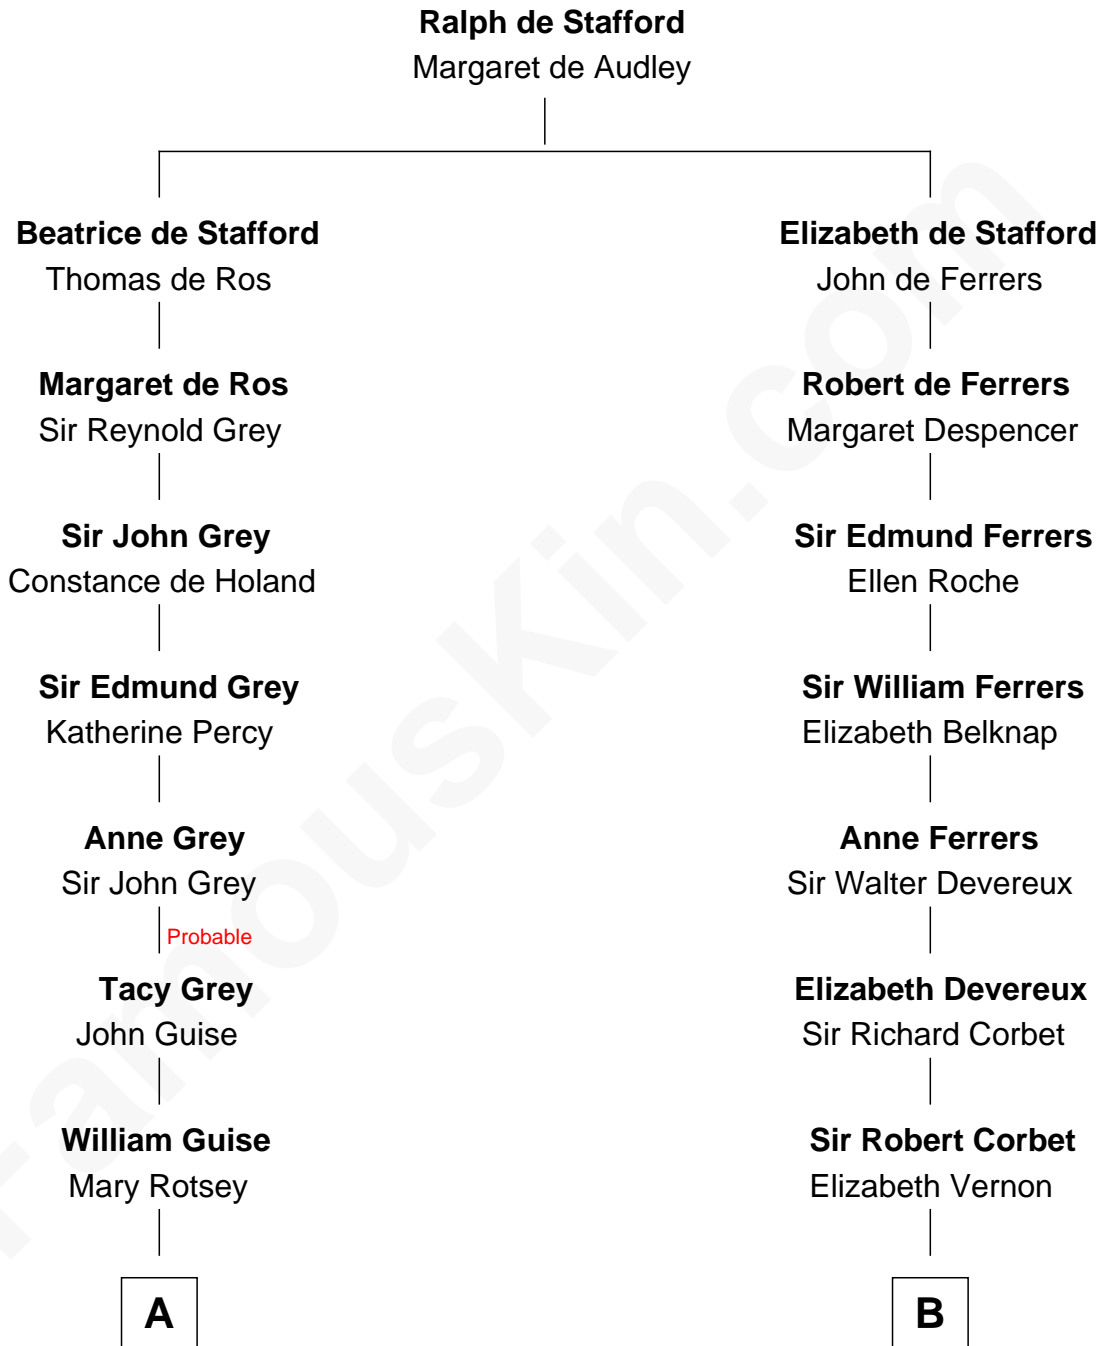 Ralph de Stafford
Margaret de Audley
Beatrice de Stafford
Thomas de Ros
Elizabeth de Stafford
John de Ferrers
Margaret de Ros
Sir Reynold Grey
Robert de Ferrers
Margaret Despencer
Sir John Grey
Constance de Holand
Sir Edmund Ferrers
Ellen Roche
Sir Edmund Grey
Katherine Percy
Sir William Ferrers
Elizabeth Belknap
Anne Grey
Sir John Grey
Anne Ferrers
Sir Walter Devereux
Probable
Tacy Grey
John Guise
Elizabeth Devereux
Sir Richard Corbet
William Guise
Mary Rotsey
Sir Robert Corbet
Elizabeth Vernon
A
B
FamousKin.com